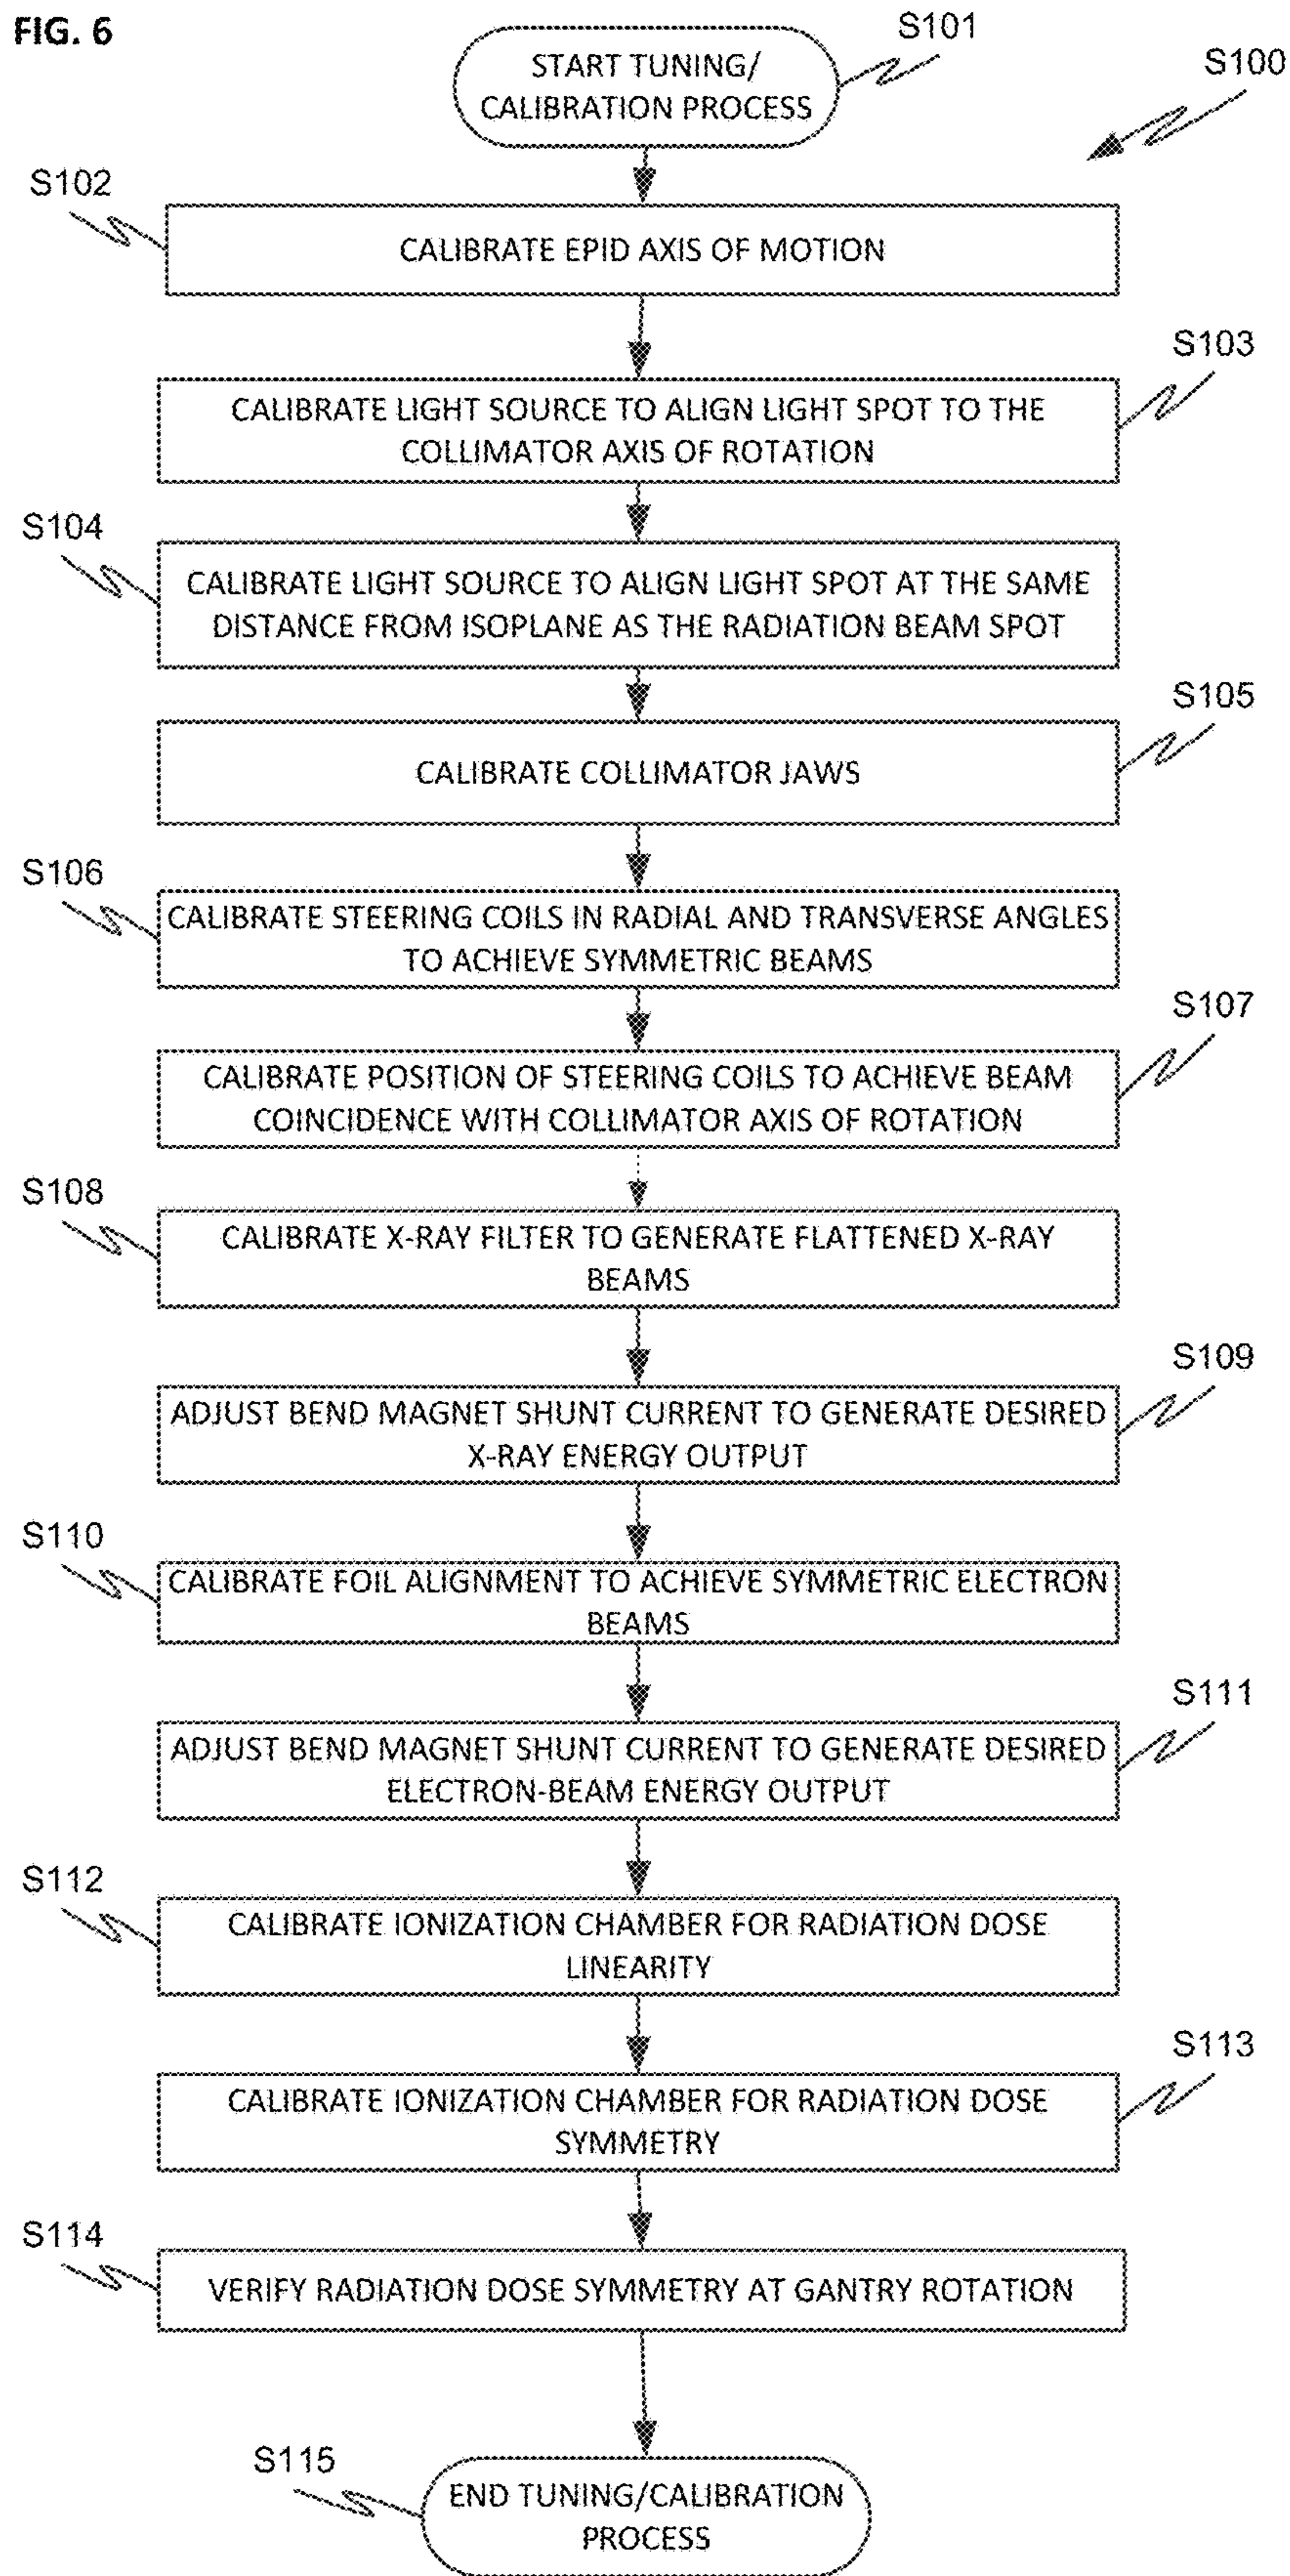 FIG. 6
S101
START TUNING/
CALIBRATION PROCESS
S100
S102
CALIBRATE EPID AXIS OF MOTION
S103
CALIBRATE LIGHT SOURCE TO ALIGN LIGHT SPOT TO THE
COLLIMATOR AXIS OF ROTATION
S104
CALIBRATE LIGHT SOURCE TO ALIGN LIGHT SPOT AT THE SAME
DISTANCE FROM ISOPLANE AS THE RADIATION BEAM SPOT
S105
CALIBRATE COLLIMATOR JAWS
S106
CALIBRATE STEERING COILS IN RADIAL AND TRANSVERSE ANGLES
TO ACHIEVE SYMMETRIC BEAMS
S107
CALIBRATE POSITION OF STEERING COILS TO ACHIEVE BEAM
COINCIDENCE WITH COLLIMATOR AXIS OF ROTATION
S108
CALIBRATE X-RAY FILTER TO GENERATE FLATTENED X-RAY
BEAMS
S109
ADJUST BEND MAGNET SHUNT CURRENT TO GENERATE DESIRED
X-RAY ENERGY OUTPUT
S110
CALIBRATE FOIL ALIGNMENT TO ACHIEVE SYMMETRIC ELECTRON
BEAMS
S111
ADJUST BEND MAGNET SHUNT CURRENT TO GENERATE DESIRED
ELECTRON-BEAM ENERGY OUTPUT
S112
CALIBRATE IONIZATION CHAMBER FOR RADIATION DOSE
LINEARITY
S113
CALIBRATE IONIZATION CHAMBER FOR RADIATION DOSE
SYMMETRY
S114
VERIFY RADIATION DOSE SYMMETRY AT GANTRY ROTATION
S115
END TUNING/CALIBRATION
PROCESS